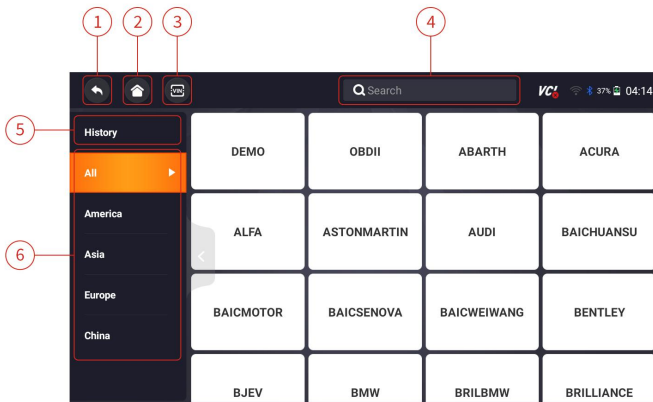 1 2 3 4
VIN Search VCI 37% 04:14
5 History
DEMO OBDII ABARTH ACURA
All
America
ALFA ASTONMARTIN AUDI BAICHUANSU
6 Asia
Europe
BAICMOTOR BAICSENOVA BAICWEIWANG BENTLEY
China
BJEV BMW BRILBMW BRILLIANCE